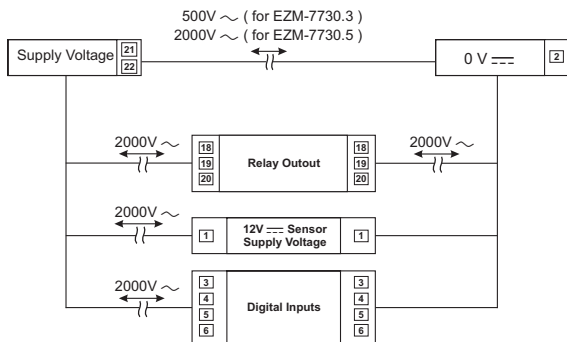 500V ～ ( for EZM-7730.3 )
2000V ～ ( for EZM-7730.5 )
Supply Voltage
21
22
0 V ⎓
2
2000V ～
2000V ～
18
19
20
Relay Outout
18
19
20
2000V ～
1
12V ⎓ Sensor
Supply Voltage
1
2000V ～
3
4
5
6
Digital Inputs
3
4
5
6